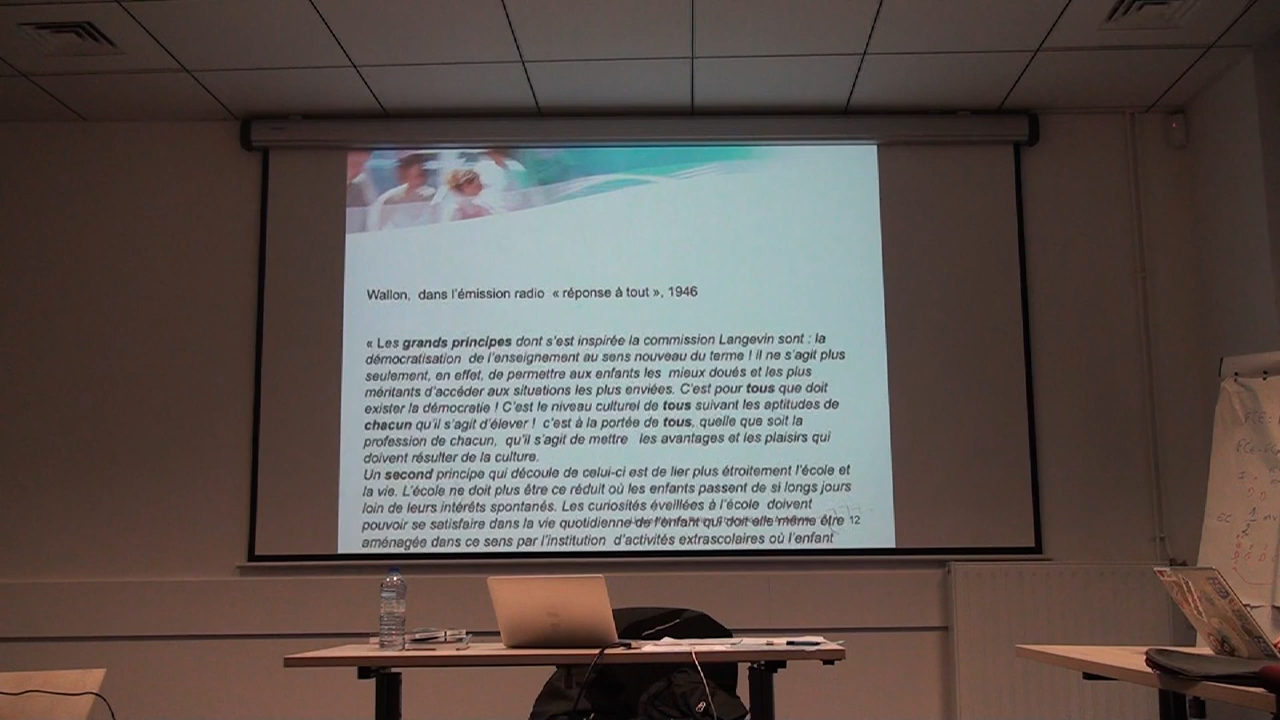 Wallon, dans l'émission radio « réponse à tout », 1946
« Les grands principes dont s'est inspirée la commission Langevin sont : la
démocratisation de l'enseignement au sens nouveau du terme ! il ne s'agit plus
seulement, en effet, de permettre aux enfants les mieux doués et les plus
méritants d'accéder aux situations les plus enviées. C'est pour tous que doit
exister la démocratie ! C'est le niveau culturel de tous suivant les aptitudes de
chacun qu'il s'agit d'élever ! c'est à la portée de tous, quelle que soit la
profession de chacun, qu'il s'agit de mettre les avantages et les plaisirs qui
doivent résulter de la culture.
Un second principe qui découle de celui-ci est de lier plus étroitement l'école et
la vie. L'école ne doit plus être ce réduit où les enfants passent de si longs jours
loin de leurs intérêts spontanés. Les curiosités éveillées à l'école doivent
pouvoir se satisfaire dans la vie quotidienne de l'enfant qui doit elle même être
12
aménagée dans ce sens par l'institution d'activités extrascolaires où l'enfant